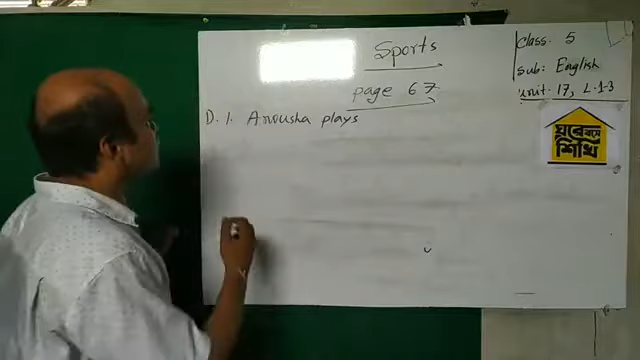 Sports
page 67
Class: 5
Sub: English
unit: 17, L-1-3
D. 1. Anousha plays
ঘরে বসে
শিখি